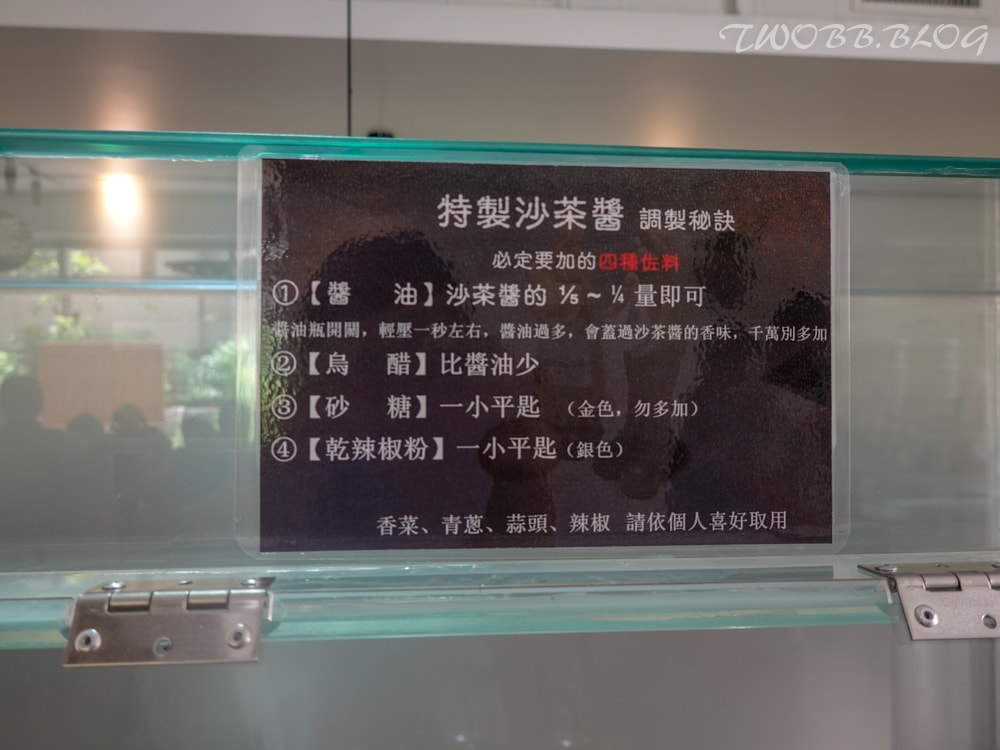 TWOBB.BLOG
特製沙茶醬 調製秘訣
必定要加的四種佐料
①【醬 油】沙茶醬的 ⅕ ~ ¼ 量即可
醬油瓶開關，輕壓一秒左右，醬油過多，會蓋過沙茶醬的香味，千萬別多加
②【烏 醋】比醬油少
③【砂 糖】一小平匙 （金色，勿多加）
④【乾辣椒粉】一小平匙（銀色）
香菜、青蔥、蒜頭、辣椒 請依個人喜好取用